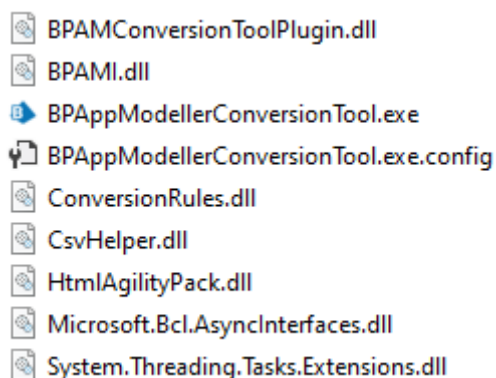 BPAMConversionToolPlugin.dll
BPAMI.dll
BPAppModellerConversionTool.exe
BPAppModellerConversionTool.exe.config
ConversionRules.dll
CsvHelper.dll
HtmlAgilityPack.dll
Microsoft.Bcl.AsyncInterfaces.dll
System.Threading.Tasks.Extensions.dll